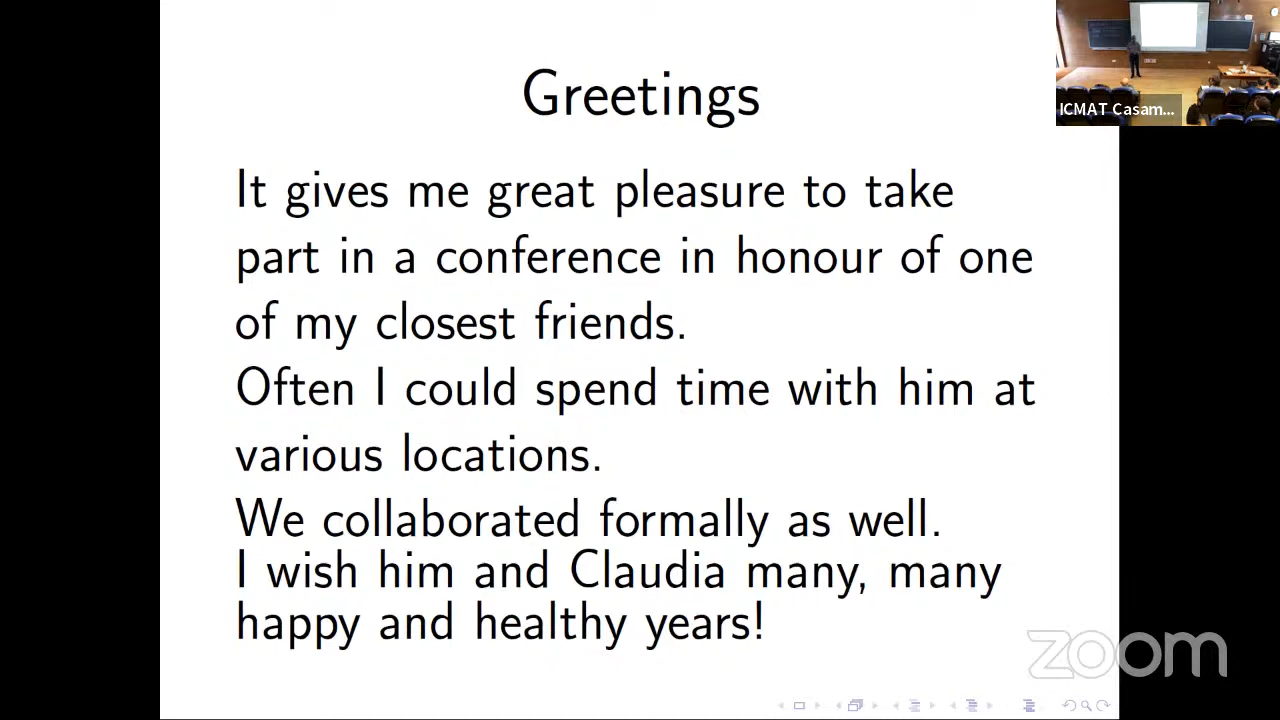 Greetings
It gives me great pleasure to take
part in a conference in honour of one
of my closest friends.
Often I could spend time with him at
various locations.
We collaborated formally as well.
I wish him and Claudia many, many
happy and healthy years!
ICMAT Casam...
zoom